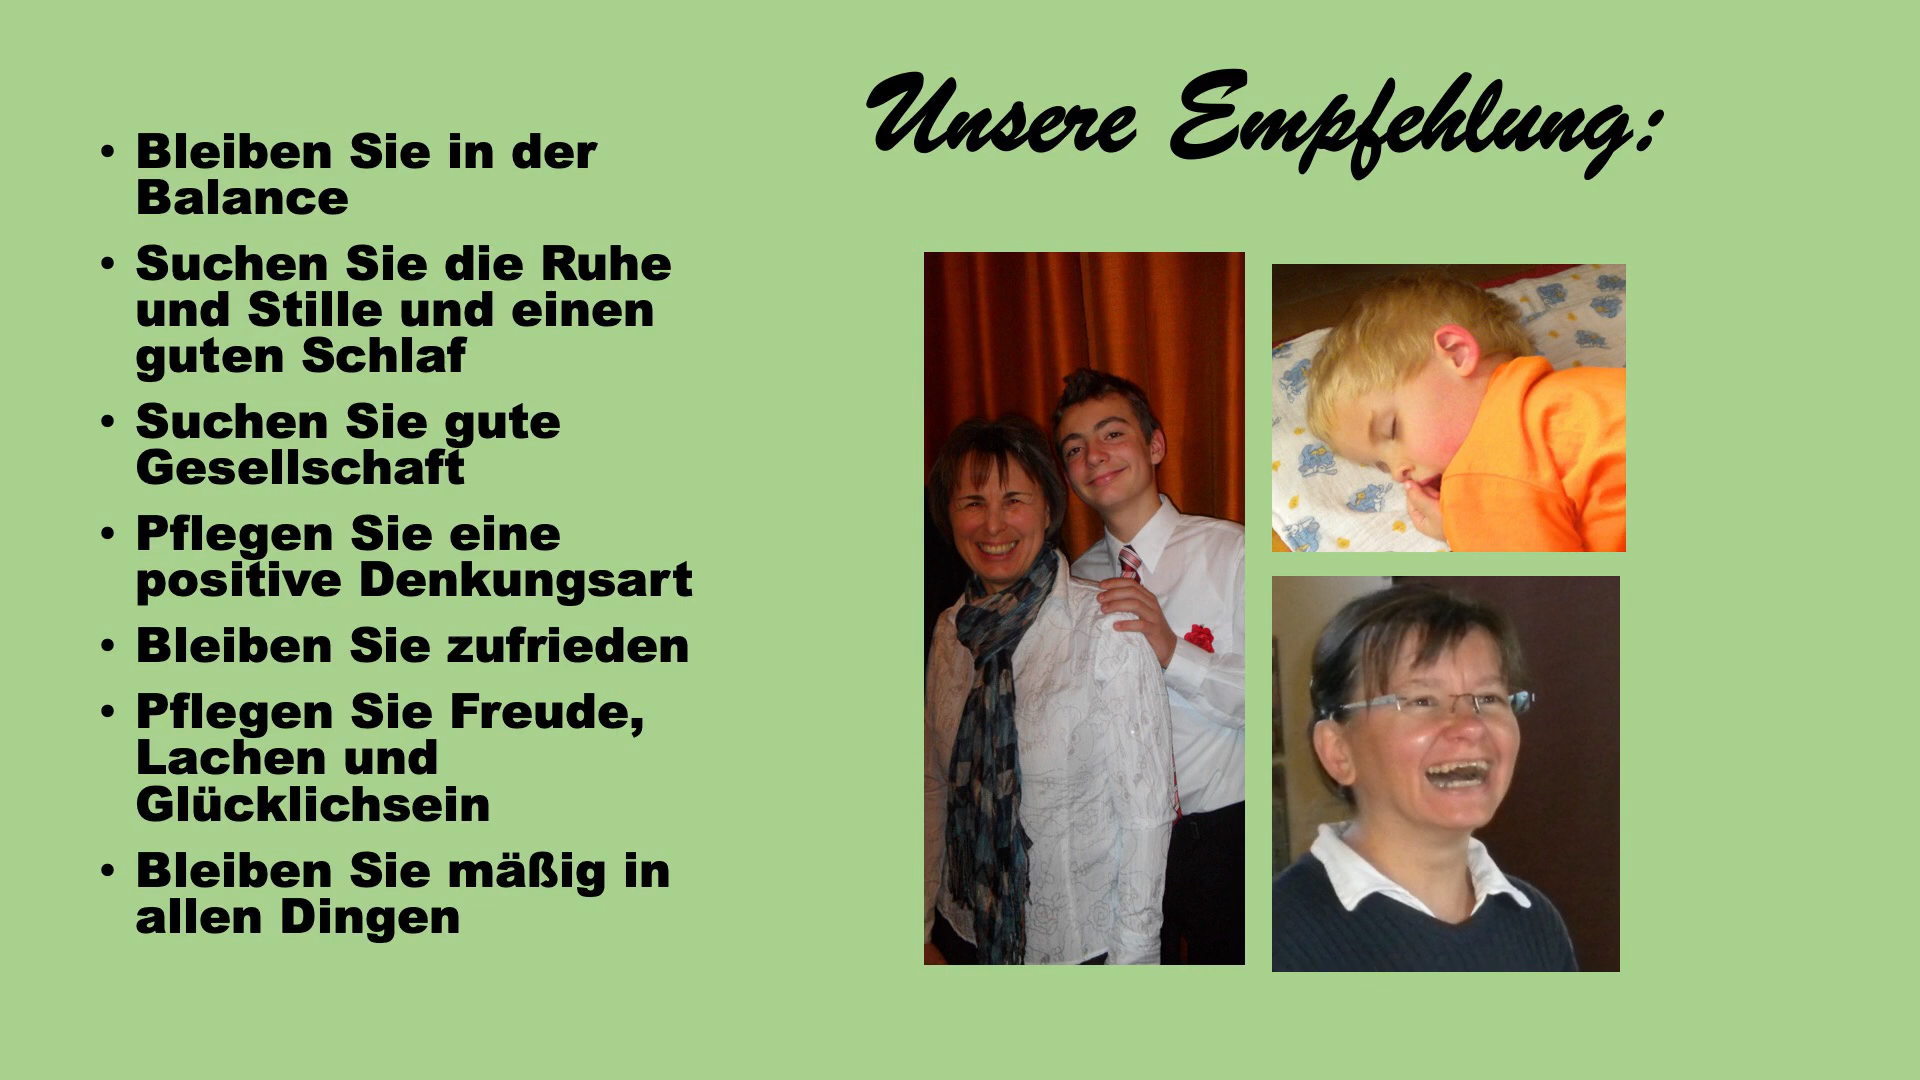 Unsere Empfehlung:
• Bleiben Sie in der
Balance
• Suchen Sie die Ruhe
und Stille und einen
guten Schlaf
• Suchen Sie gute
Gesellschaft
• Pflegen Sie eine
positive Denkungsart
• Bleiben Sie zufrieden
• Pflegen Sie Freude,
Lachen und
Glücklichsein
• Bleiben Sie mäßig in
allen Dingen